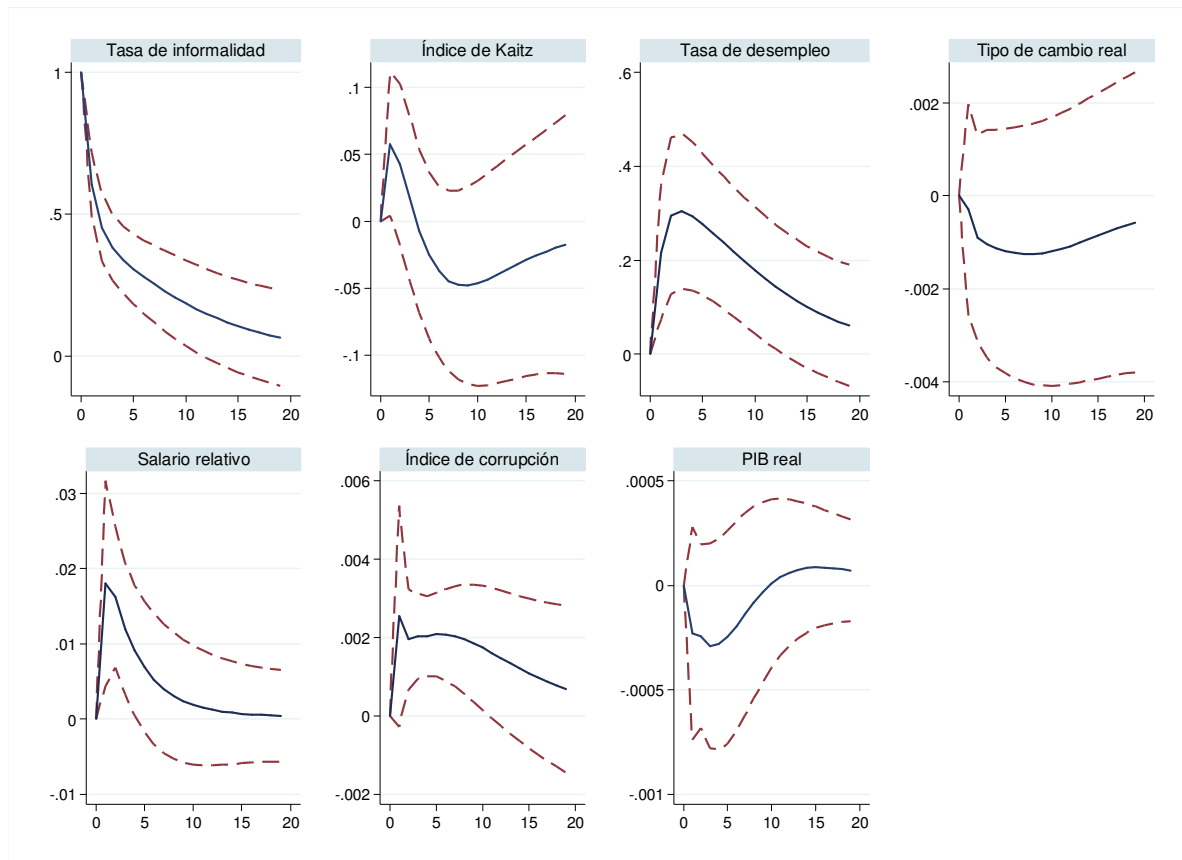 Tasa de informalidad
1
.5
0
0 5 10 15 20
Índice de Kaitz
.1
.05
0
-.05
-.1
0 5 10 15 20
Tasa de desempleo
.6
.4
.2
0
0 5 10 15 20
Tipo de cambio real
.002
0
-.002
-.004
0 5 10 15 20
Salario relativo
.03
.02
.01
0
-.01
0 5 10 15 20
Índice de corrupción
.006
.004
.002
0
-.002
0 5 10 15 20
PIB real
.0005
0
-.0005
-.001
0 5 10 15 20